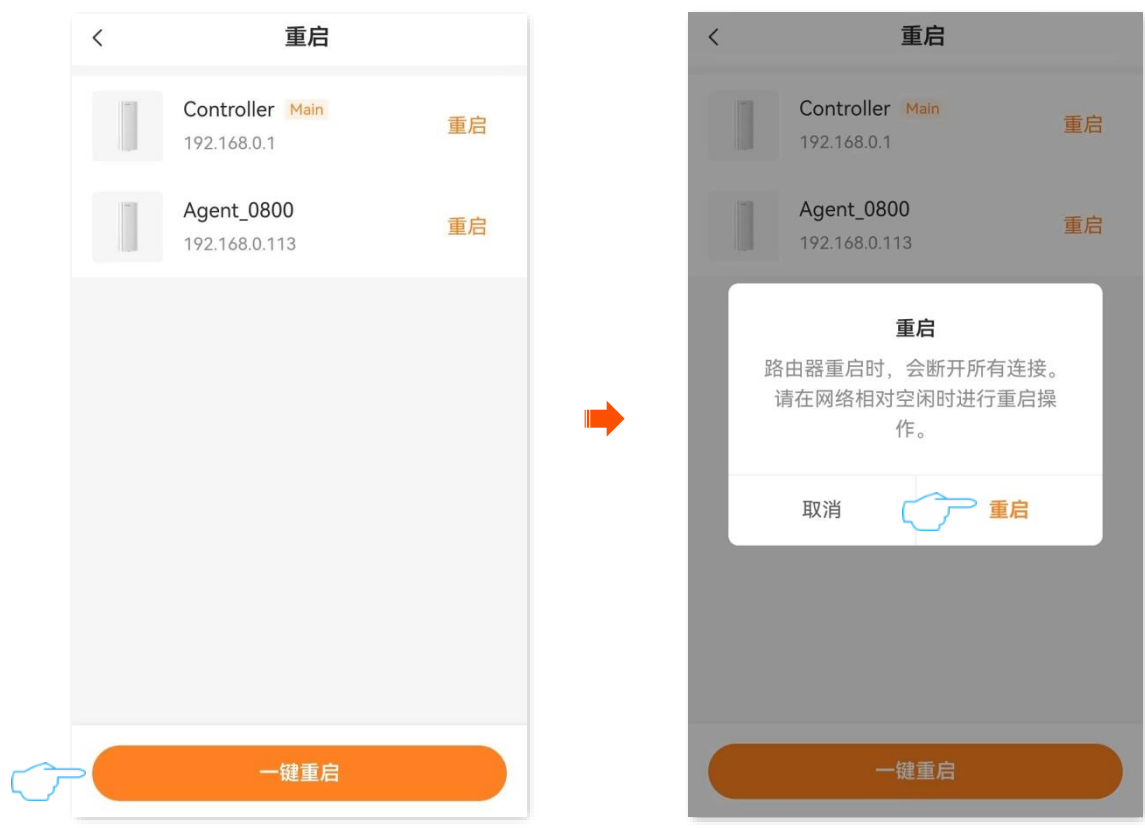 重启
Controller Main
192.168.0.1
重启
Agent_0800
192.168.0.113
重启
一键重启
重启
Controller Main
192.168.0.1
重启
Agent_0800
192.168.0.113
重启
重启
路由器重启时，会断开所有连接。
请在网络相对空闲时进行重启操
作。
取消
重启
一键重启